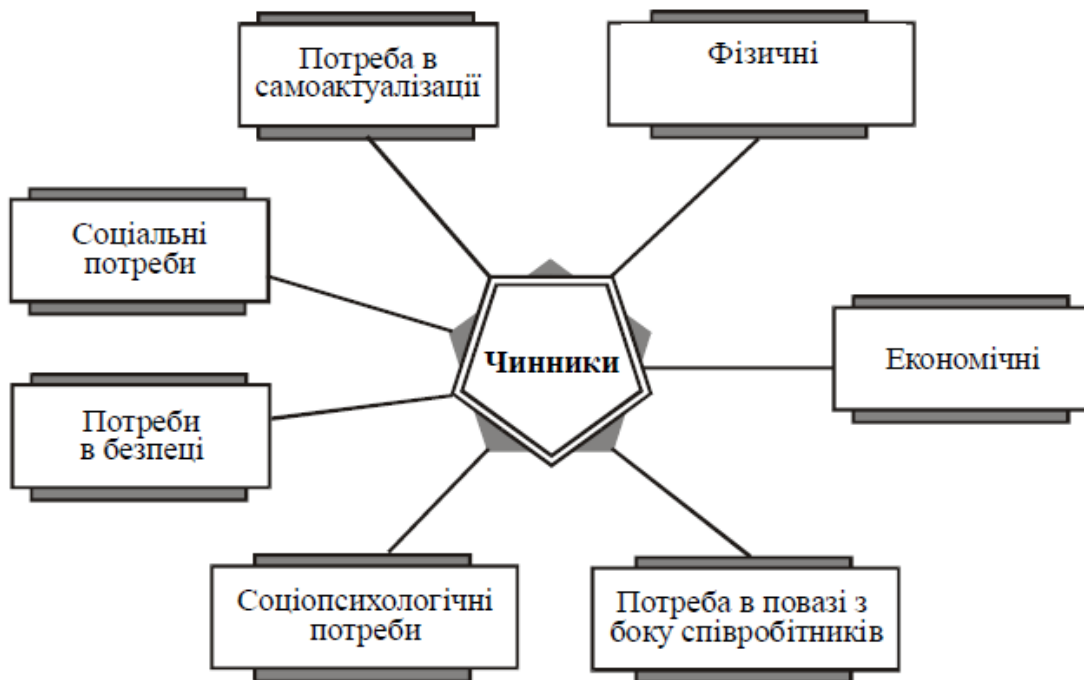 Потреба в
самоактуалізації
Фізичні
Соціальні
потреби
Чинники
Економічні
Потреби
в безпеці
Соціопсихологічні
потреби
Потреба в повазі з
боку співробітників